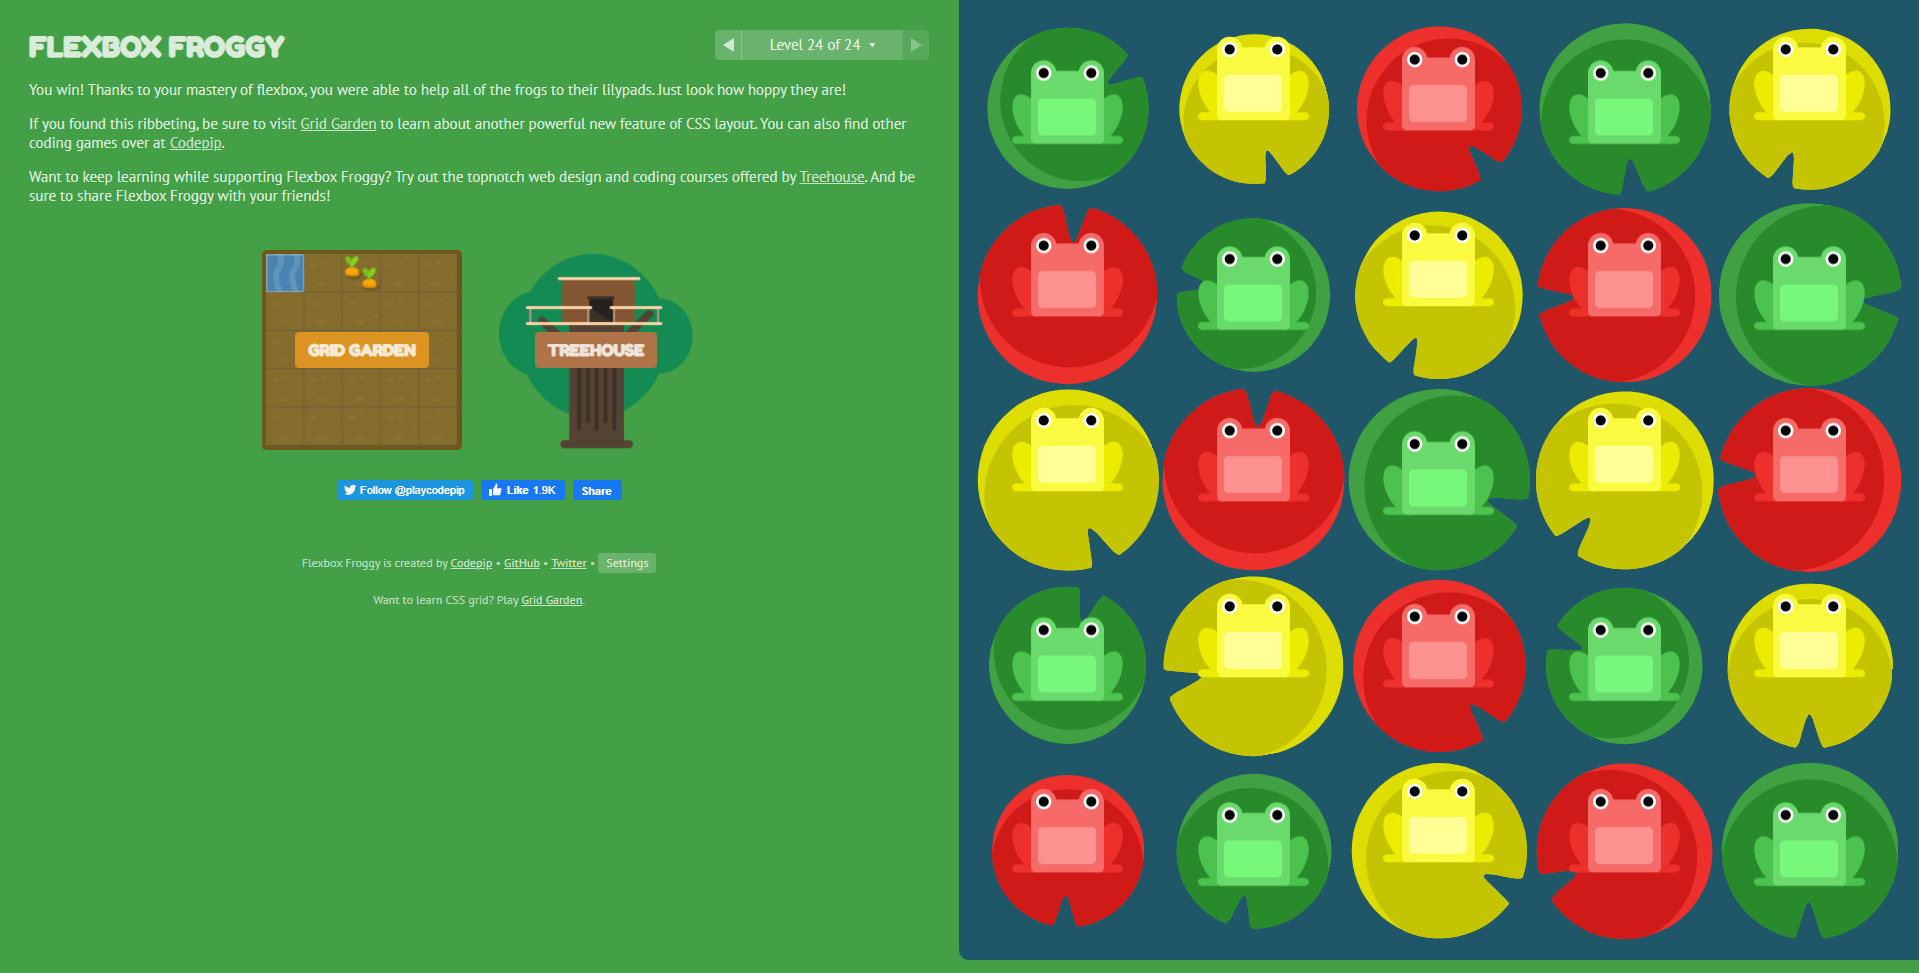 FLEXBOX FROGGY
Level 24 of 24
You win! Thanks to your mastery of flexbox, you were able to help all of the frogs to their lilypads. Just look how hoppy they are!
If you found this ribbeting, be sure to visit Grid Garden to learn about another powerful new feature of CSS layout. You can also find other
coding games over at Codepip.
Want to keep learning while supporting Flexbox Froggy? Try out the topnotch web design and coding courses offered by Treehouse. And be
sure to share Flexbox Froggy with your friends!
GRID GARDEN
TREEHOUSE
Follow @playcodepip
Like 1.9K
Share
Flexbox Froggy is created by Codepip • GitHub • Twitter • Settings
Want to learn CSS grid? Play Grid Garden.